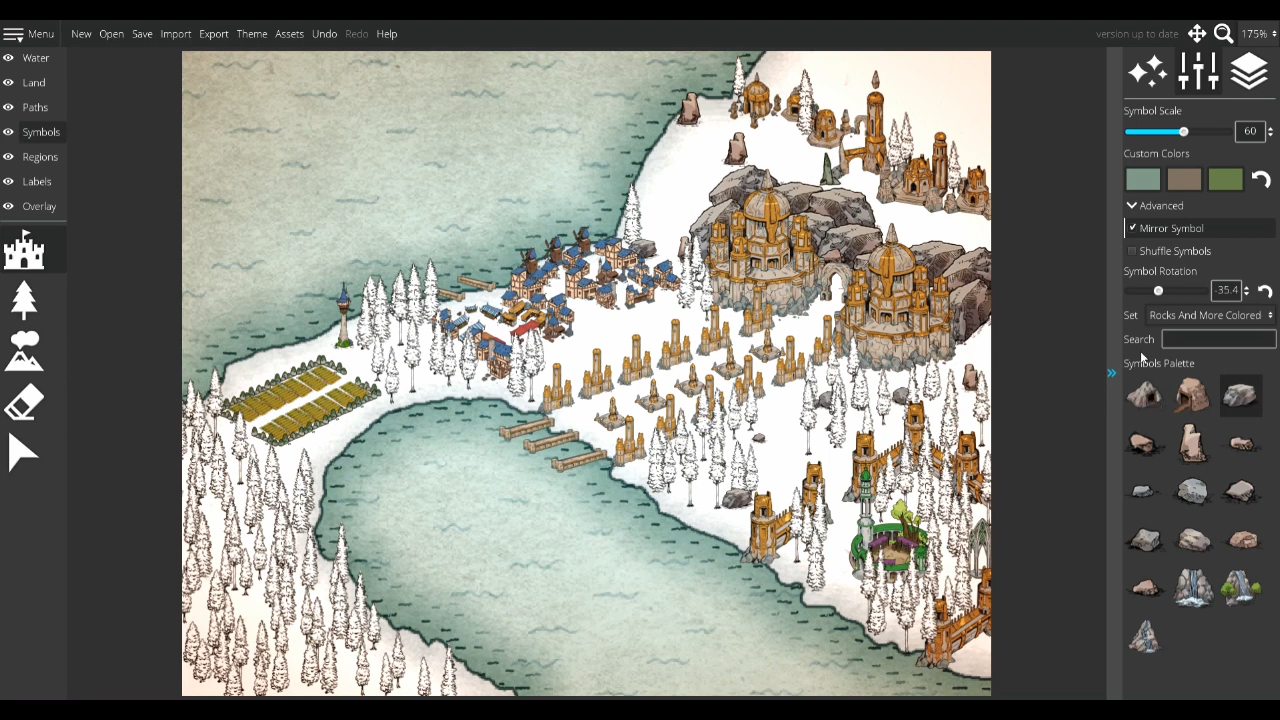 Menu New Open Save Import Export Theme Assets Undo Redo Help version up to date 175%
Water
Land
Paths
Symbols
Regions
Labels
Overlay
Symbol Scale
60
Custom Colors
Advanced
Mirror Symbol
Shuffle Symbols
Symbol Rotation
-35.4
Set Rocks And More Colored
Search
Symbols Palette